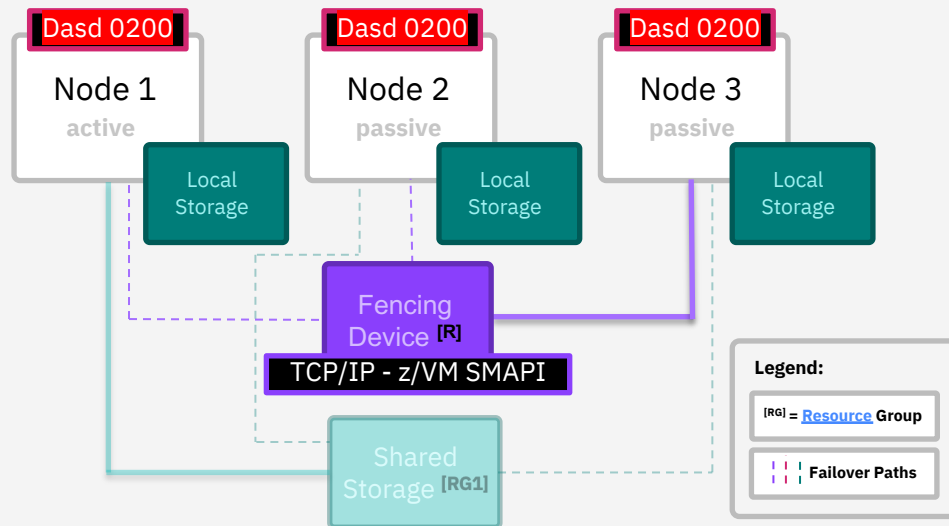 Dasd 0200
Dasd 0200
Dasd 0200
Node 1
active
Node 2
passive
Node 3
passive
Local
Storage
Local
Storage
Local
Storage
Fencing
Device [R]
TCP/IP - z/VM SMAPI
Shared
Storage [RG1]
Legend:
[RG] = Resource Group
Failover Paths